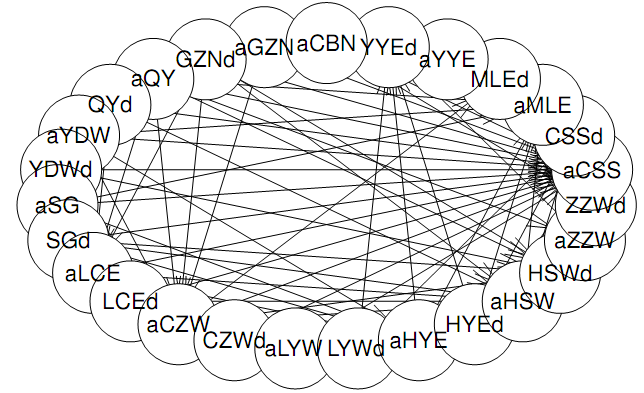 aCBN
YYEd
aYYE
MLEd
aMLE
CSSd
aCSS
ZZWd
aZZW
HSWd
aHSW
HYEd
aHYE
LYWd
aLYW
CZWd
aCZW
LCEd
aLCE
SGd
aSG
YDWd
aYDW
QYd
aQY
GZNd
aGZN